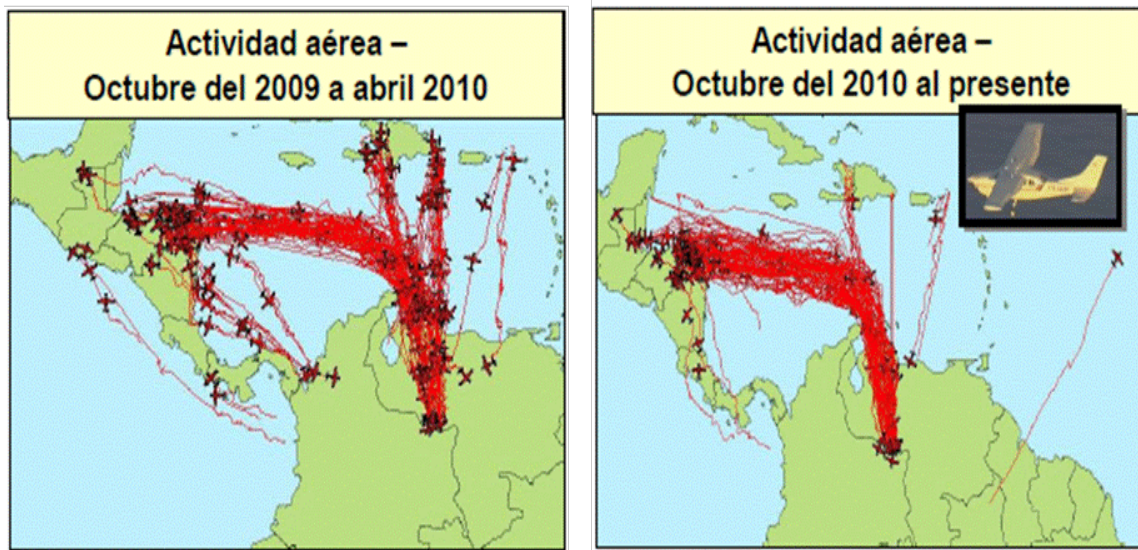 Actividad aérea –
Octubre del 2009 a abril 2010
Actividad aérea –
Octubre del 2010 al presente